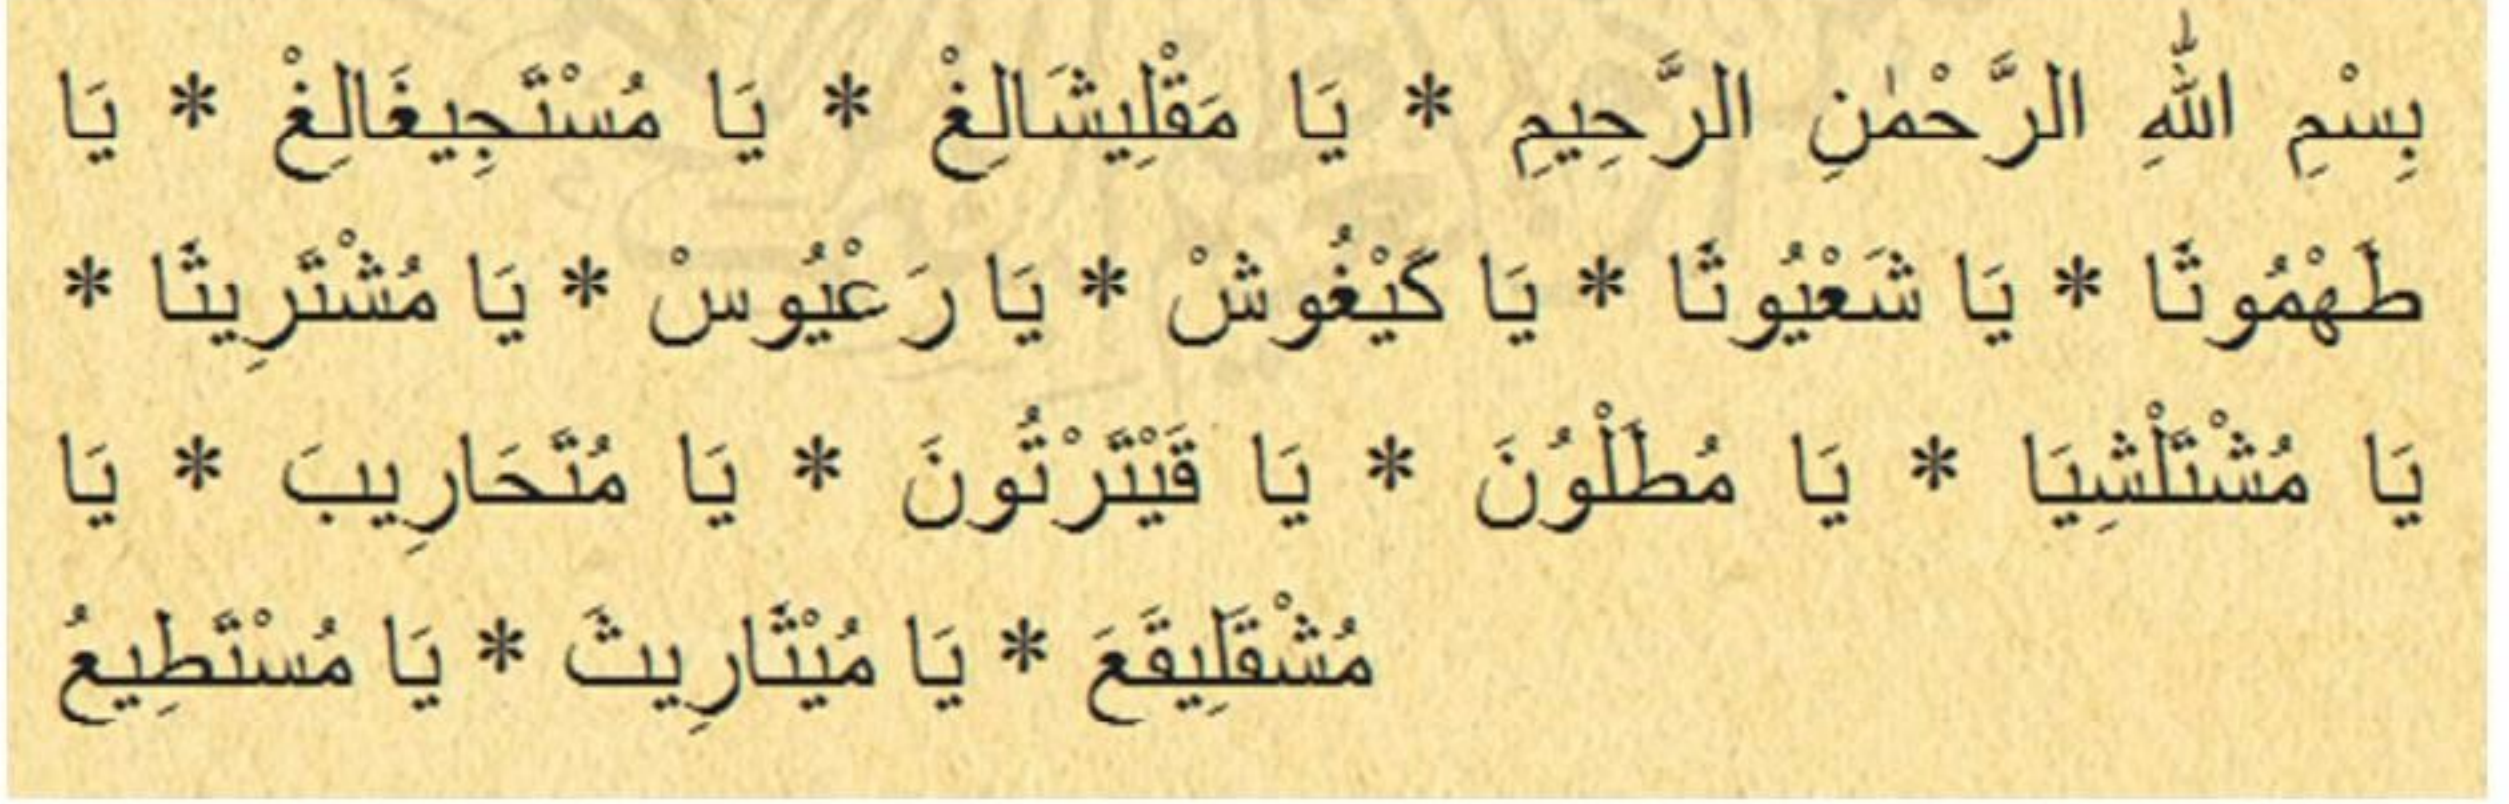 بِسْمِ اللّٰهِ الرَّحْمٰنِ الرَّحِيمِ * يَا مَقْلِيشَالِغْ * يَا مُسْتَجِيغَالِغْ * يَا
طَهْمُوثَا * يَا شَعْيُوثَا * يَا كَيْغُوشْ * يَا رَعْيُوسْ * يَا مُشْتَرِيثَا *
يَا مُشْتَلْشِيَا * يَا مُطَلْوُنَ * يَا قَيْتَرْتُونَ * يَا مُتَحَارِيبَ * يَا
مُشْقَلِيقَعَ * يَا مُيْثَارِيثَ * يَا مُسْتَطِيعُ